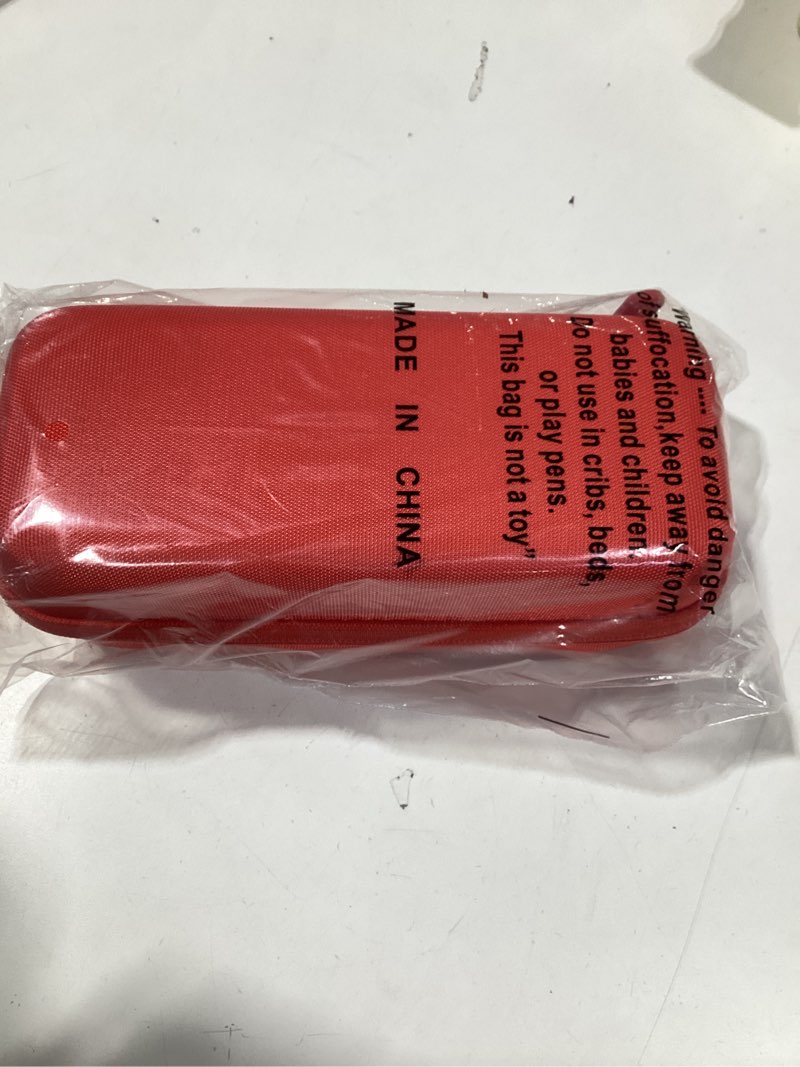 Warning .... To avoid danger
of suffocation,keep away from
babies and children.
Do not use in cribs, beds,
or play pens.
This bag is not a toy”
MADE IN CHINA